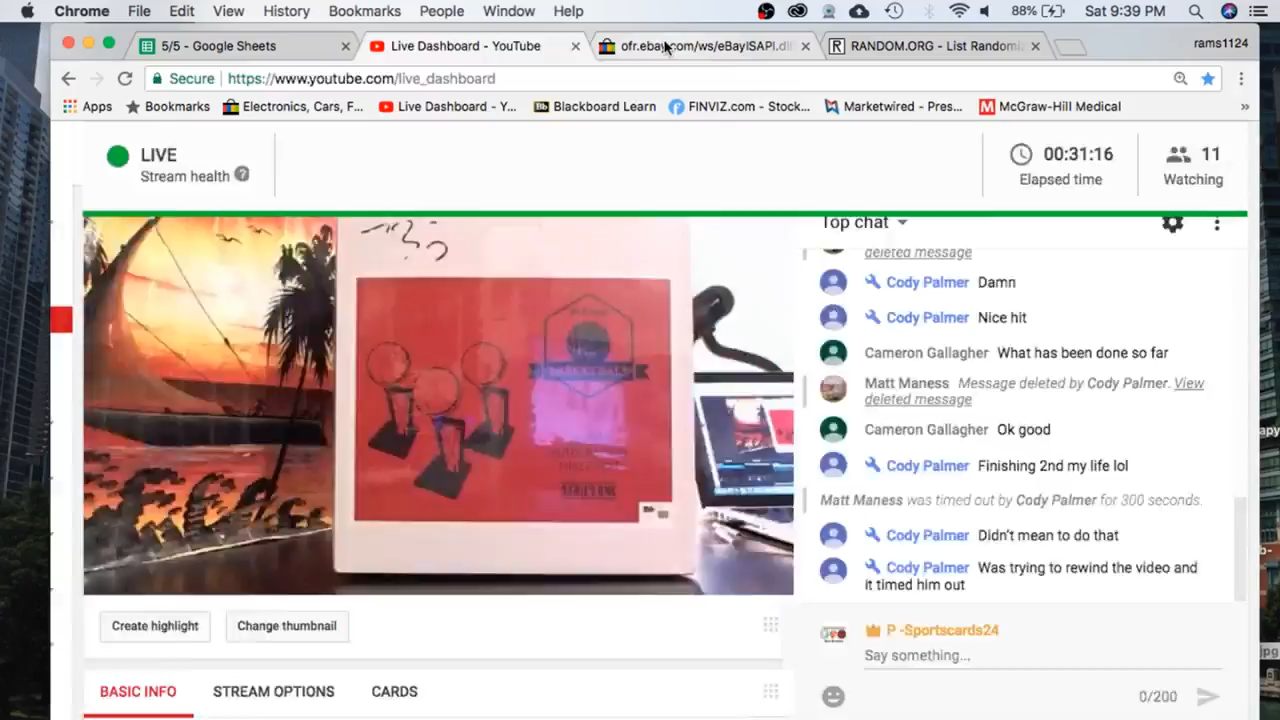 Chrome File Edit View History Bookmarks People Window Help 88% Sat 9:39 PM
5/5 - Google Sheets Live Dashboard - YouTube ofr.ebay.com/ws/eBayISAPI.dll RANDOM.ORG - List Randomi rams1124
Secure https://www.youtube.com/live_dashboard
Apps Bookmarks Electronics, Cars, F... Live Dashboard - Y... Bb Blackboard Learn FINVIZ.com - Stock... Marketwired - Pres... McGraw-Hill Medical »
LIVE
Stream health ?
00:31:16
Elapsed time
11
Watching
Top chat
deleted message
Cody Palmer Damn
Cody Palmer Nice hit
Cameron Gallagher What has been done so far
Matt Maness Message deleted by Cody Palmer. View
deleted message
Cameron Gallagher Ok good
Cody Palmer Finishing 2nd my life lol
Matt Maness was timed out by Cody Palmer for 300 seconds.
Cody Palmer Didn't mean to do that
Cody Palmer Was trying to rewind the video and
it timed him out
P -Sportscards24
Say something...
0/200
Create highlight Change thumbnail
BASIC INFO STREAM OPTIONS CARDS
jpg